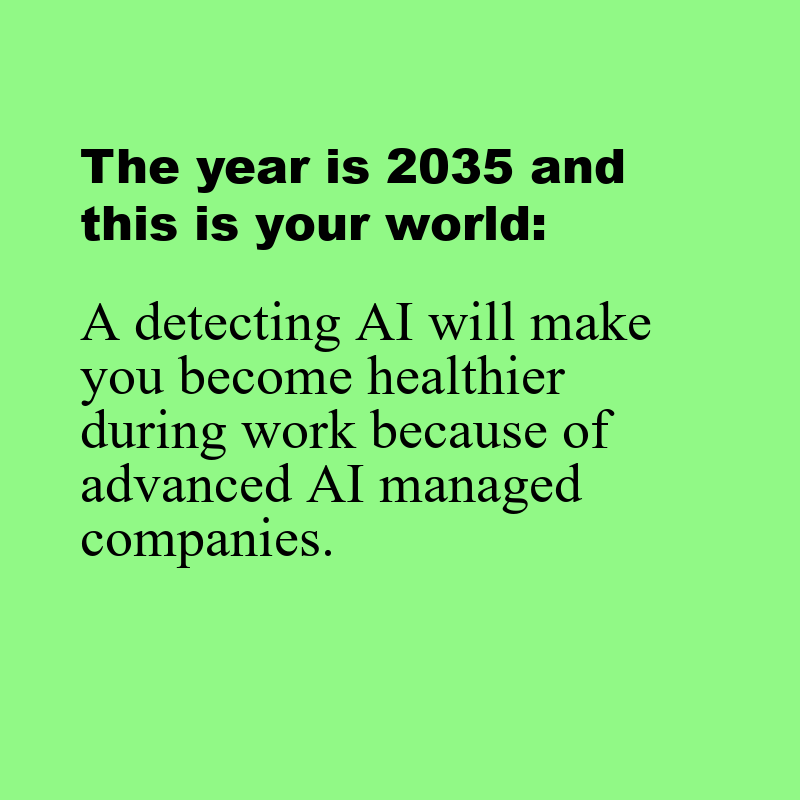 The year is 2035 and
this is your world:
A detecting AI will make
you become healthier
during work because of
advanced AI managed
companies.